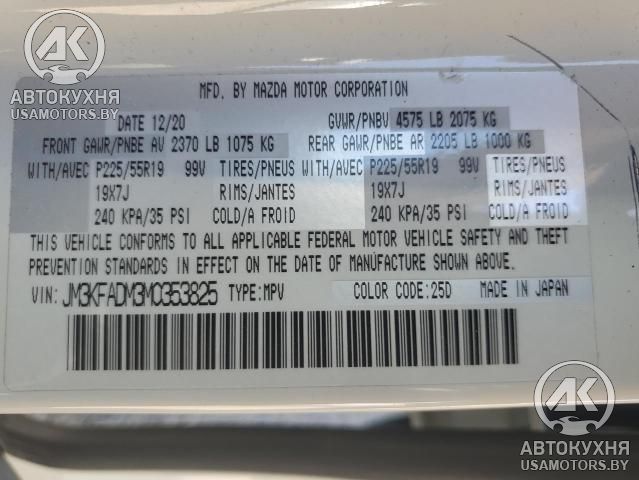 AK
АВТОКУХНЯ
USAMOTORS.BY
MFD. BY MAZDA MOTOR CORPORATION
DATE 12/20 GVWR/PNBV 4575 LB 2075 KG
FRONT GAWR/PNBE AV 2370 LB 1075 KG REAR GAWR/PNBE AR 2205 LB 1000 KG
WITH/AVEC P225/55R19 99V TIRES/PNEUS WITH/AVEC P225/55R19 99V TIRES/PNEUS
19X7J RIMS/JANTES 19X7J RIMS/JANTES
240 KPA/35 PSI COLD/A FROID 240 KPA/35 PSI COLD/A FROID
THIS VEHICLE CONFORMS TO ALL APPLICABLE FEDERAL MOTOR VEHICLE SAFETY AND THEFT
PREVENTION STANDARDS IN EFFECT ON THE DATE OF MANUFACTURE SHOWN ABOVE.
VIN: JM3KFADM3M0353825 TYPE:MPV COLOR CODE:25D MADE IN JAPAN
AK
АВТОКУХНЯ
USAMOTORS.BY